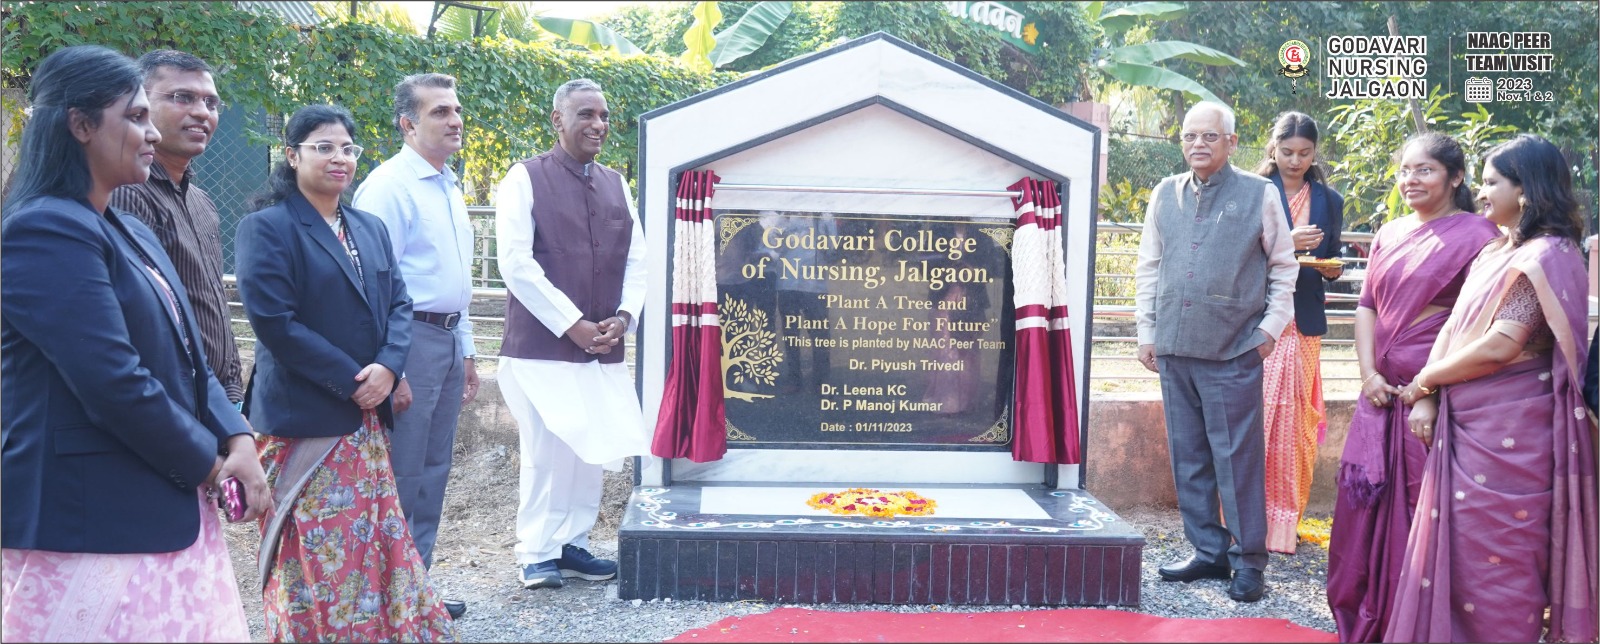 GODAVARI
NURSING
JALGAON
NAAC PEER
TEAM VISIT
2023
Nov. 1 & 2
Godavari College
of Nursing, Jalgaon.
“Plant A Tree and
Plant A Hope For Future”
“This tree is planted by NAAC Peer Team
Dr. Piyush Trivedi
Dr. Leena KC
Dr. P Manoj Kumar
Date : 01/11/2023